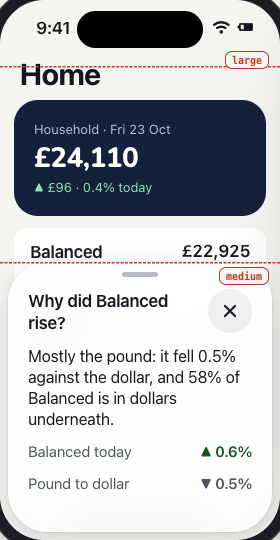 9:41
large
Home
Household · Fri 23 Oct
£24,110
▲ £96 · 0.4% today
Balanced £22,925
medium
Why did Balanced
rise?
Mostly the pound: it fell 0.5%
against the dollar, and 58% of
Balanced is in dollars
underneath.
Balanced today ▲ 0.6%
Pound to dollar ▼ 0.5%